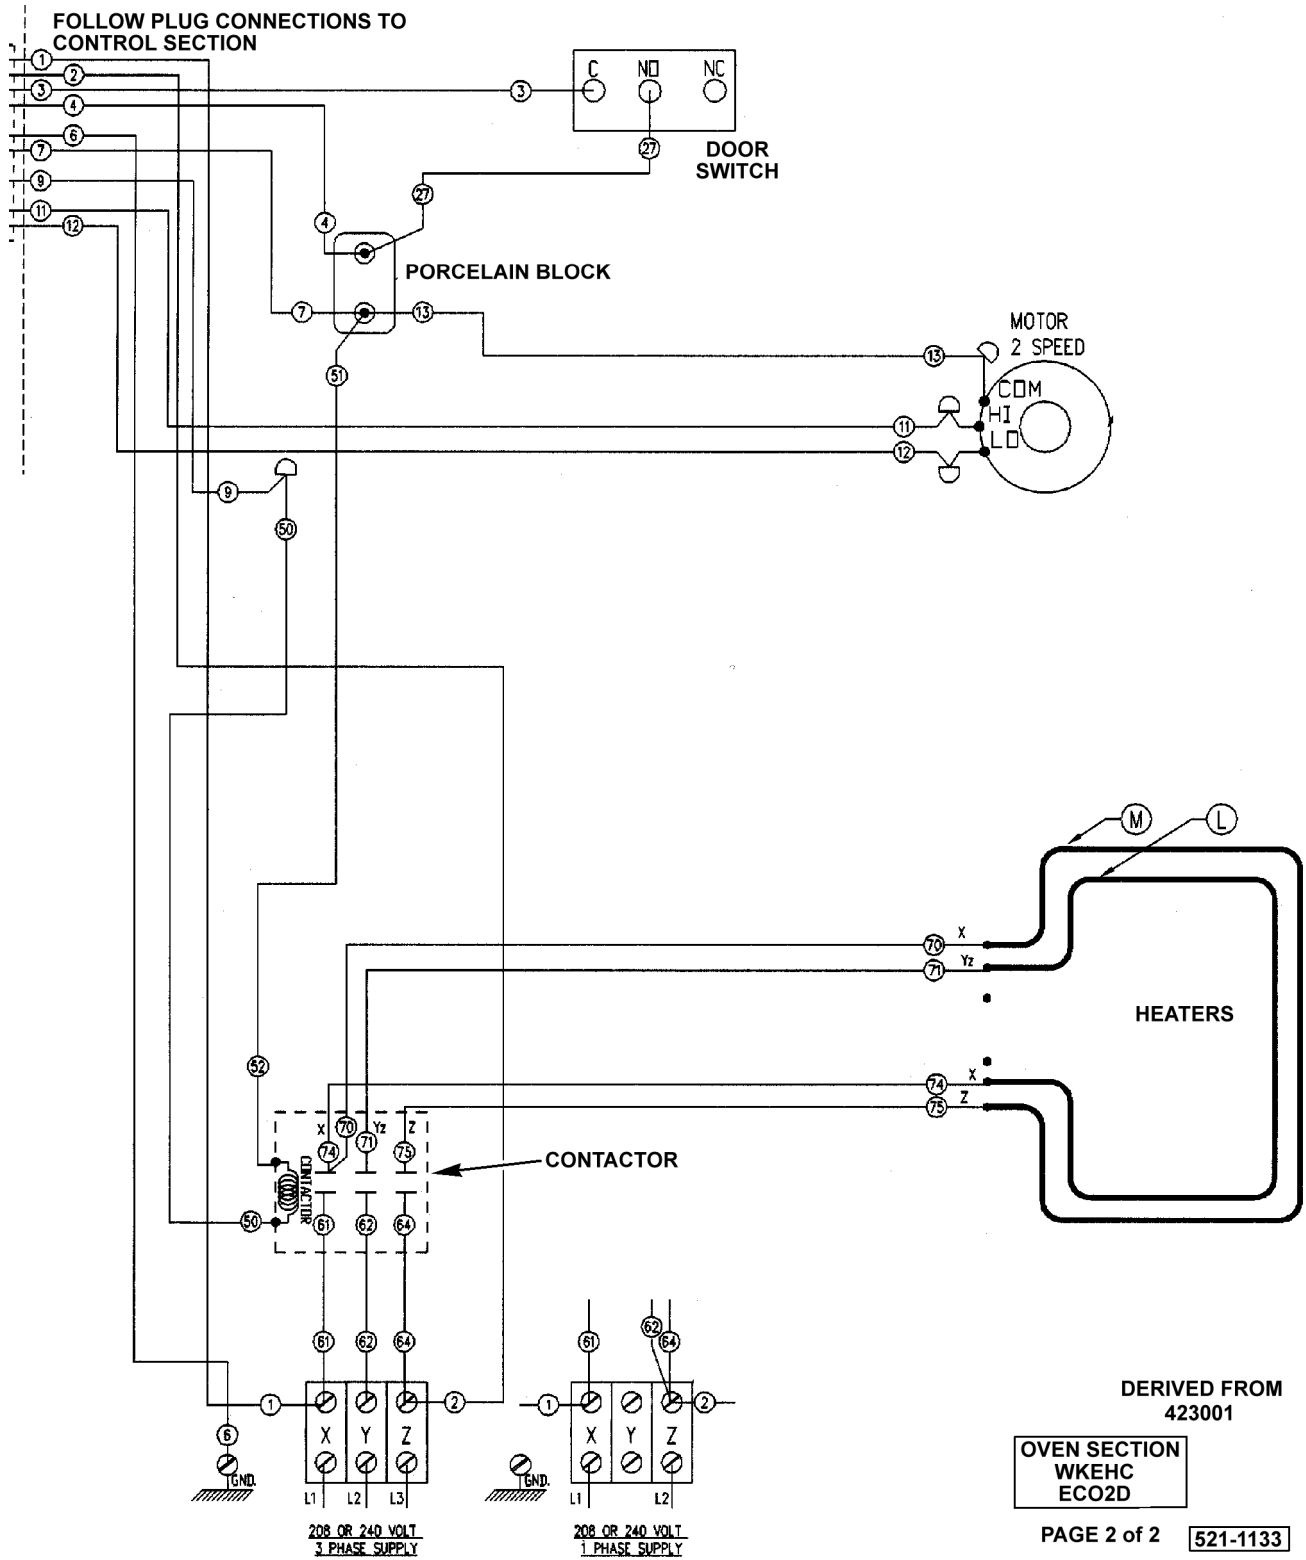 FOLLOW PLUG CONNECTIONS TO
CONTROL SECTION
1
2
3
4
6
7
9
11
12
3
C NO NC
27
DOOR
SWITCH
27
4
PORCELAIN BLOCK
7
13
51
MOTOR
2 SPEED
13
COM
HI
LO
11
12
9
50
M
L
70
X
71
Yz
HEATERS
52
74
X
75
Z
X
70
Yz
Z
74
71
75
CONTACTOR
CONTACTOR
50
61
62
64
61
62
64
61
62
64
1
2
1
2
X Y Z
X Y Z
6
GND.
GND.
L1 L2 L3
L1 L2
208 OR 240 VOLT
3 PHASE SUPPLY
208 OR 240 VOLT
1 PHASE SUPPLY
DERIVED FROM
423001
OVEN SECTION
WKEHC
ECO2D
PAGE 2 of 2
521-1133